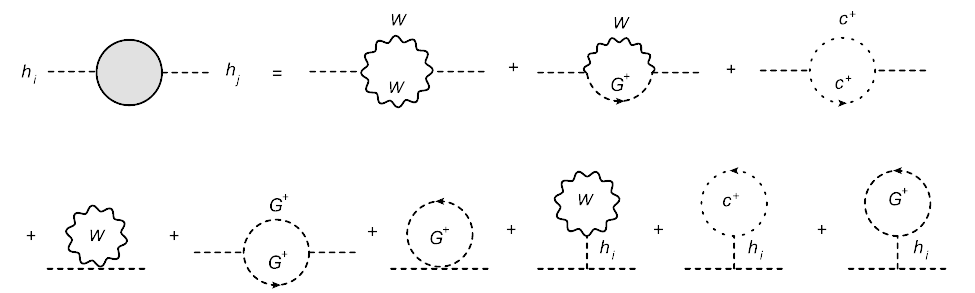 h_i h_j = W W + W G^+ + c^+ c^+
+ W + G^+ G^+ + G^+ + W h_i + c^+ h_i + G^+ h_i